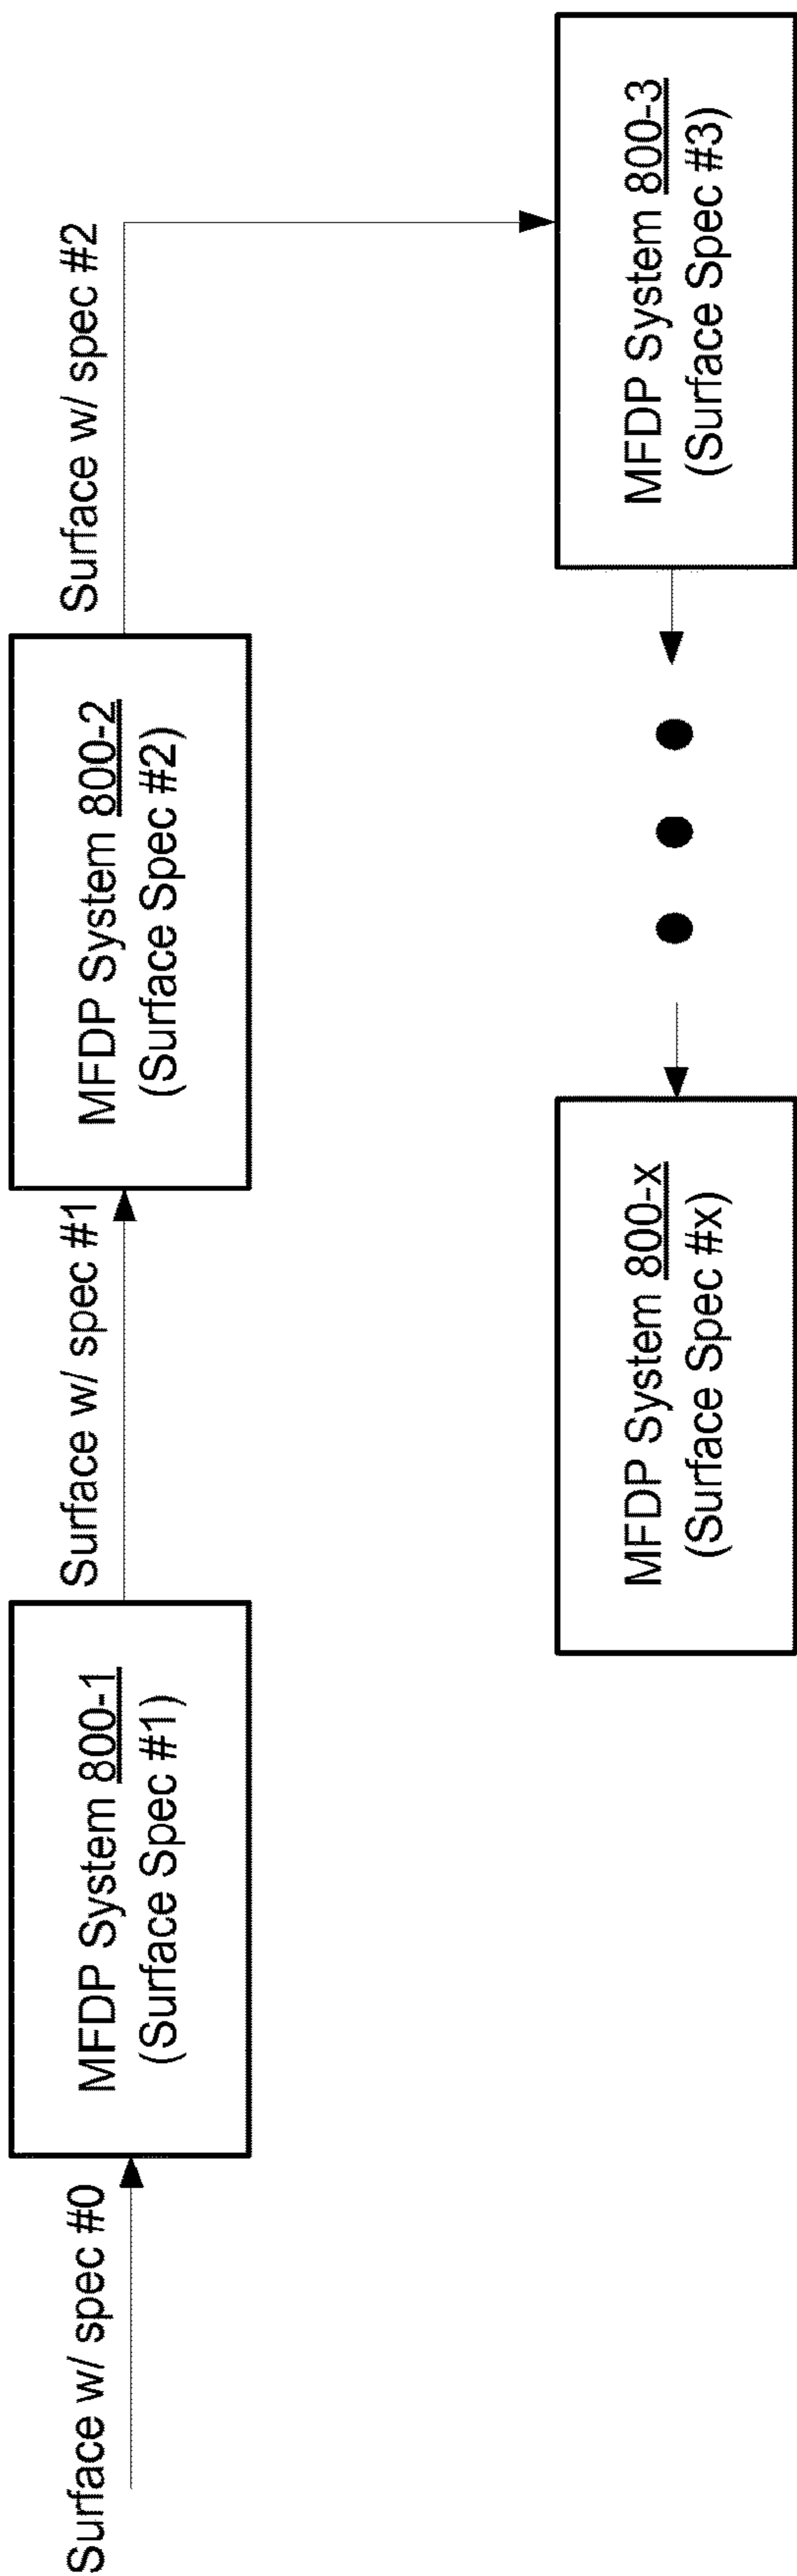 Surface w/ spec #0
MFDP System 800-1
(Surface Spec #1)
Surface w/ spec #1
MFDP System 800-2
(Surface Spec #2)
Surface w/ spec #2
MFDP System 800-3
(Surface Spec #3)
MFDP System 800-x
(Surface Spec #x)